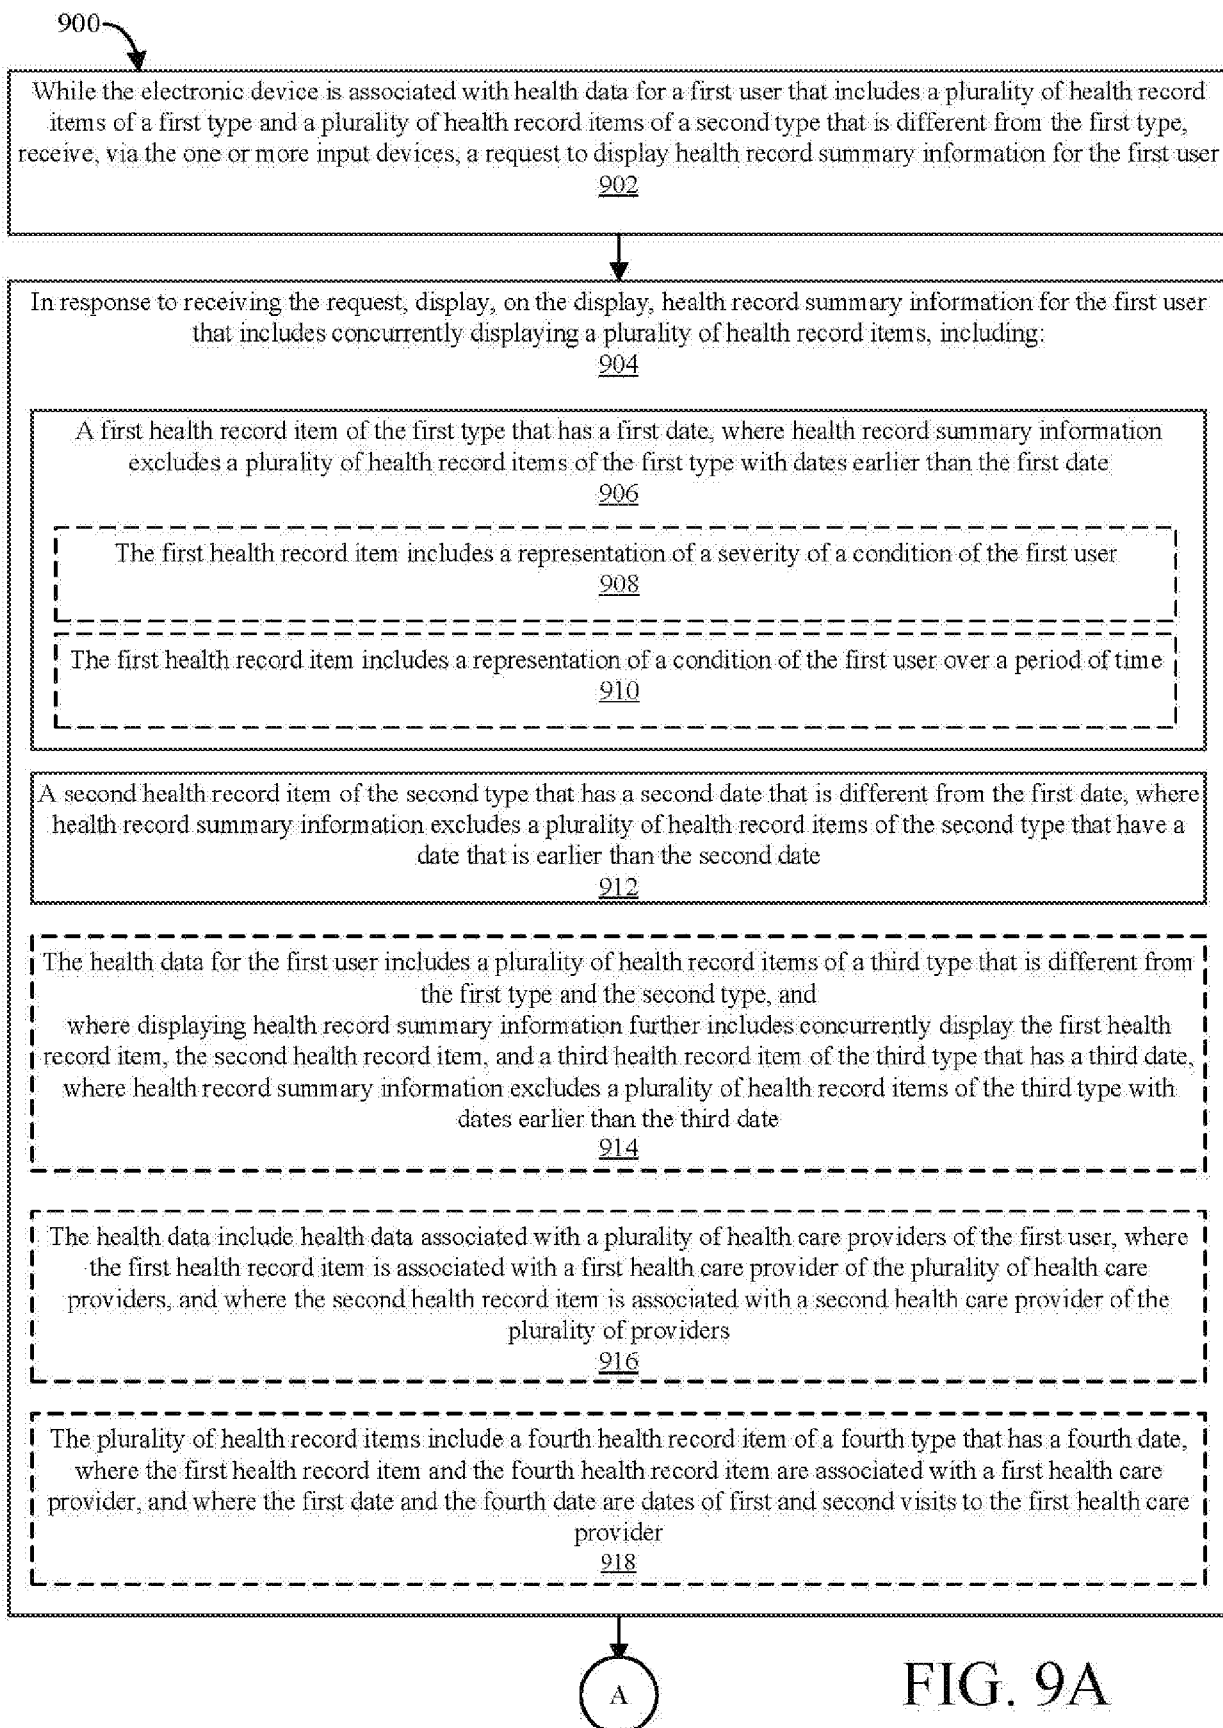 900
While the electronic device is associated with health data for a first user that includes a plurality of health record
items of a first type and a plurality of health record items of a second type that is different from the first type,
receive, via the one or more input devices, a request to display health record summary information for the first user
902
In response to receiving the request, display, on the display, health record summary information for the first user
that includes concurrently displaying a plurality of health record items, including:
904
A first health record item of the first type that has a first date, where health record summary information
excludes a plurality of health record items of the first type with dates earlier than the first date
906
The first health record item includes a representation of a severity of a condition of the first user
908
The first health record item includes a representation of a condition of the first user over a period of time
910
A second health record item of the second type that has a second date that is different from the first date, where
health record summary information excludes a plurality of health record items of the second type that have a
date that is earlier than the second date
912
The health data for the first user includes a plurality of health record items of a third type that is different from
the first type and the second type, and
where displaying health record summary information further includes concurrently display the first health
record item, the second health record item, and a third health record item of the third type that has a third date,
where health record summary information excludes a plurality of health record items of the third type with
dates earlier than the third date
914
The health data include health data associated with a plurality of health care providers of the first user, where
the first health record item is associated with a first health care provider of the plurality of health care
providers, and where the second health record item is associated with a second health care provider of the
plurality of providers
916
The plurality of health record items include a fourth health record item of a fourth type that has a fourth date,
where the first health record item and the fourth health record item are associated with a first health care
provider, and where the first date and the fourth date are dates of first and second visits to the first health care
provider
918
A
FIG. 9A